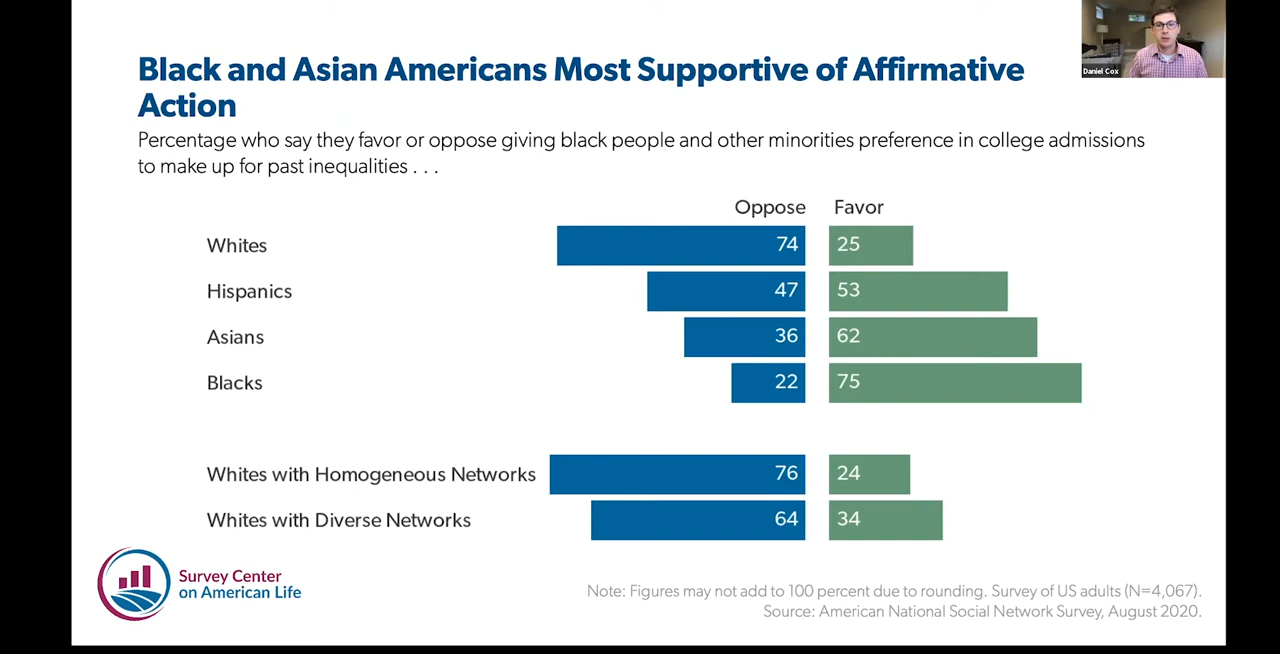 Daniel Cox
Black and Asian Americans Most Supportive of Affirmative
Action
Percentage who say they favor or oppose giving black people and other minorities preference in college admissions
to make up for past inequalities . . .
Oppose Favor
Whites 74 25
Hispanics 47 53
Asians 36 62
Blacks 22 75
Whites with Homogeneous Networks 76 24
Whites with Diverse Networks 64 34
Survey Center
on American Life
Note: Figures may not add to 100 percent due to rounding. Survey of US adults (N=4,067).
Source: American National Social Network Survey, August 2020.